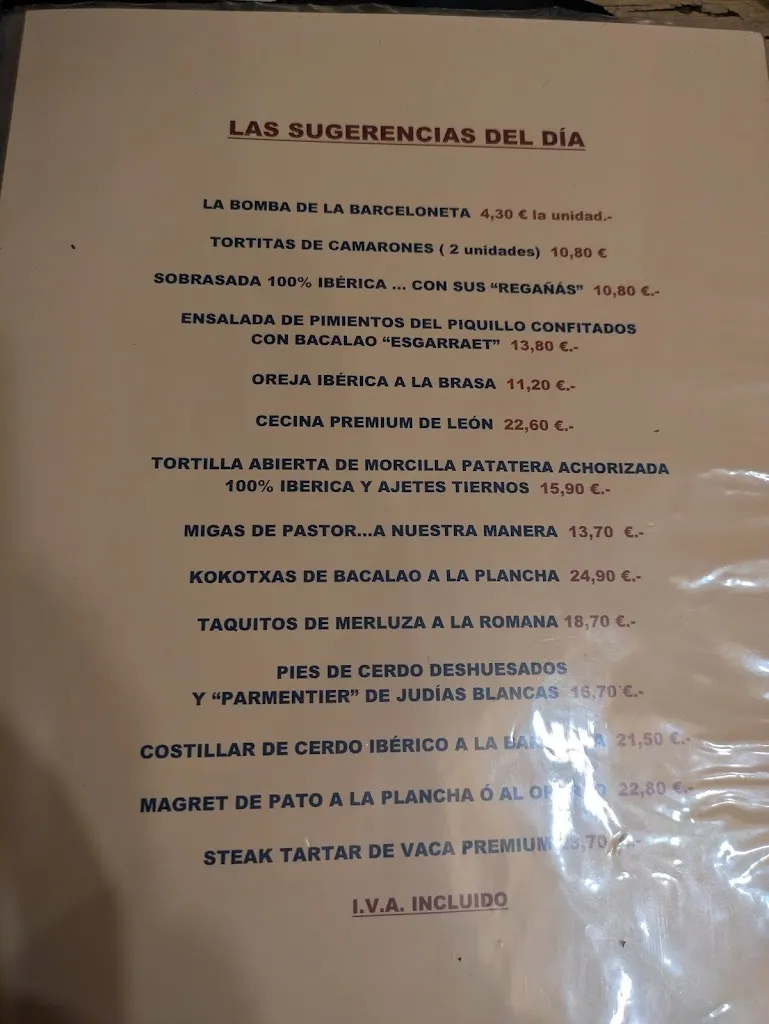 LAS SUGERENCIAS DEL DÍA
LA BOMBA DE LA BARCELONETA 4,30 € la unidad.-
TORTITAS DE CAMARONES ( 2 unidades) 10,80 €
SOBRASADA 100% IBÉRICA ... CON SUS “REGAÑÁS” 10,80 €.-
ENSALADA DE PIMIENTOS DEL PIQUILLO CONFITADOS
CON BACALAO “ESGARRAET” 13,80 €.-
OREJA IBÉRICA A LA BRASA 11,20 €.-
CECINA PREMIUM DE LEÓN 22,60 €.-
TORTILLA ABIERTA DE MORCILLA PATATERA ACHORIZADA
100% IBERICA Y AJETES TIERNOS 15,90 €.-
MIGAS DE PASTOR...A NUESTRA MANERA 13,70 €.-
KOKOTXAS DE BACALAO A LA PLANCHA 24,90 €.-
TAQUITOS DE MERLUZA A LA ROMANA 18,70 €.-
PIES DE CERDO DESHUESADOS
Y “PARMENTIER” DE JUDÍAS BLANCAS 16,70 €.-
COSTILLAR DE CERDO IBÉRICO A LA 21,50 €.-
MAGRET DE PATO A LA PLANCHA Ó AL 22,80 €.-
STEAK TARTAR DE VACA PREMIUM
I.V.A. INCLUIDO